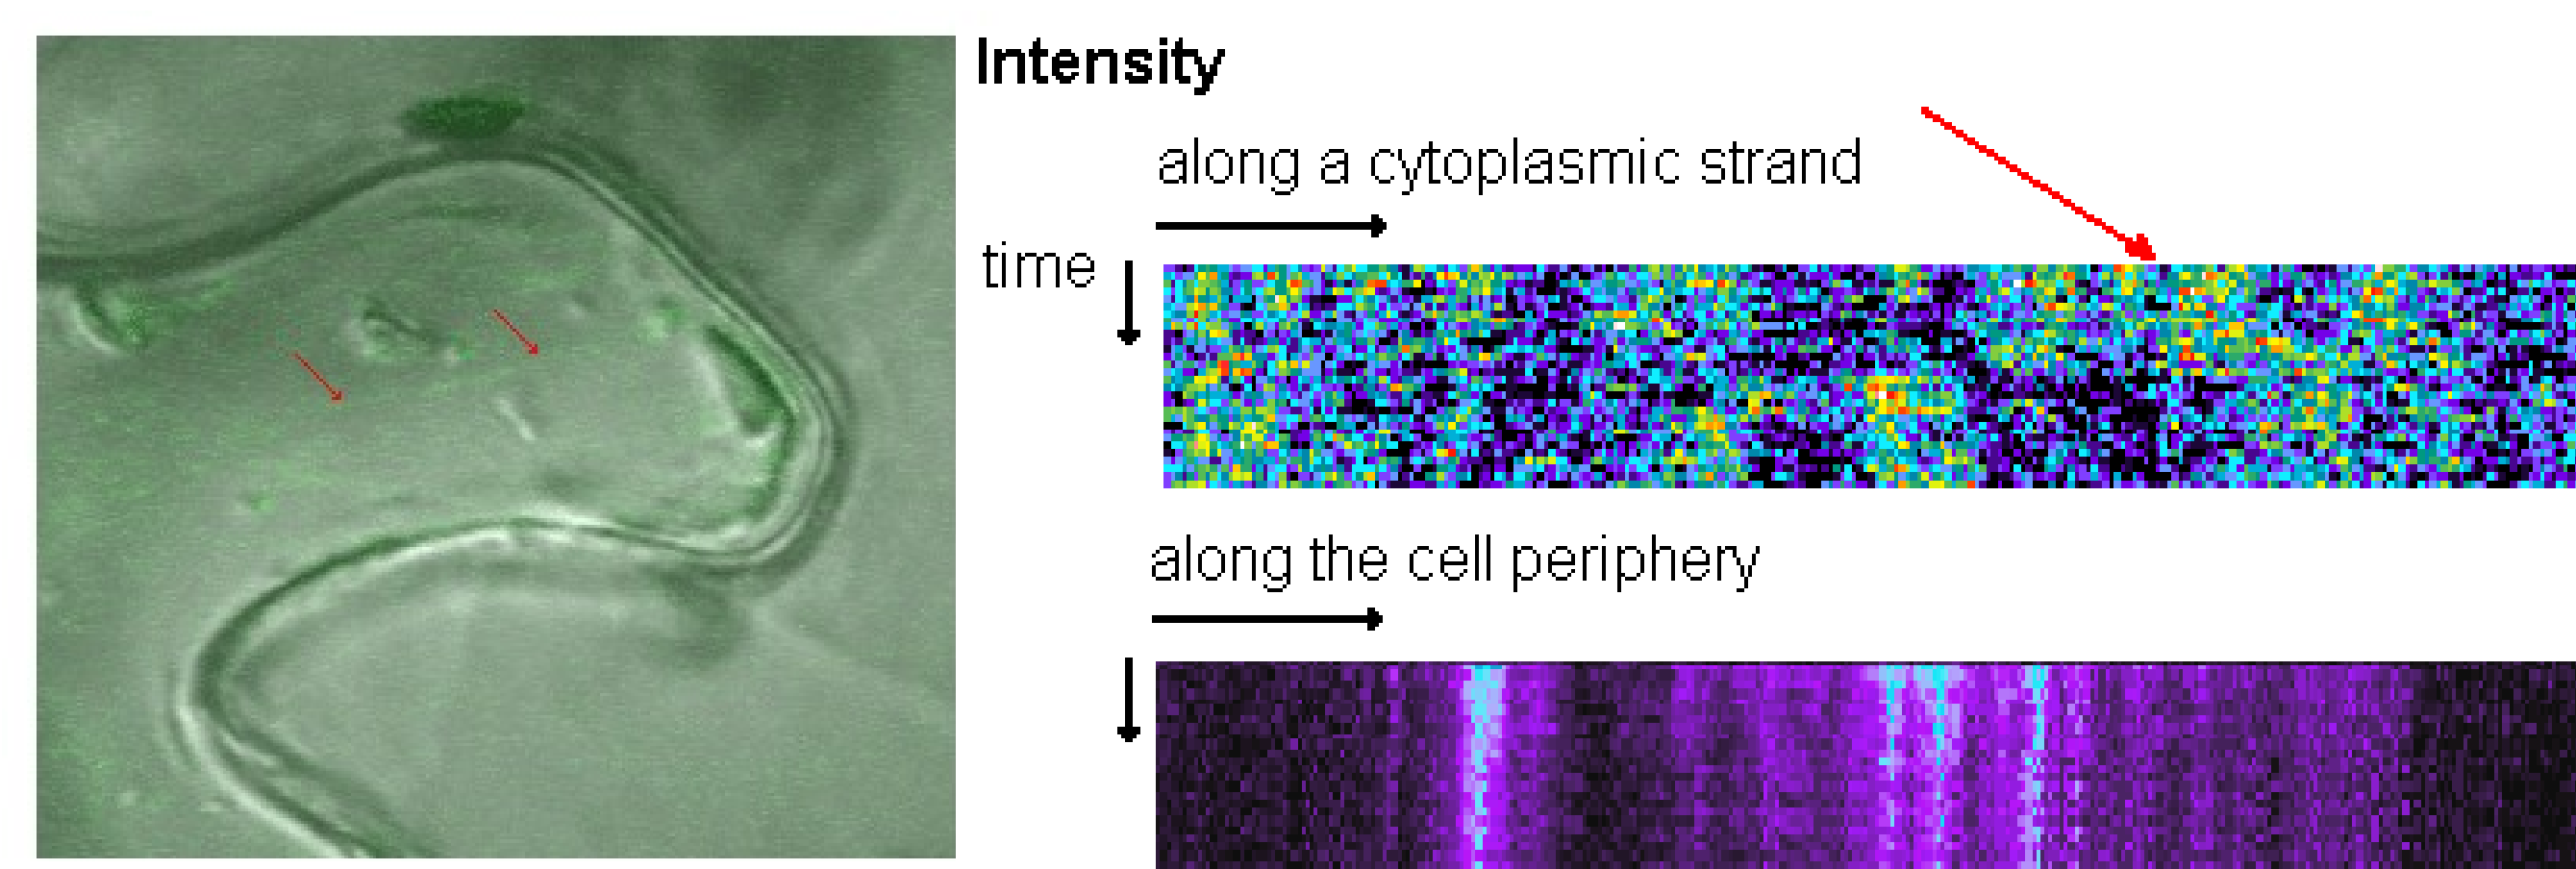 Intensity
along a cytoplasmic strand
time
along the cell periphery